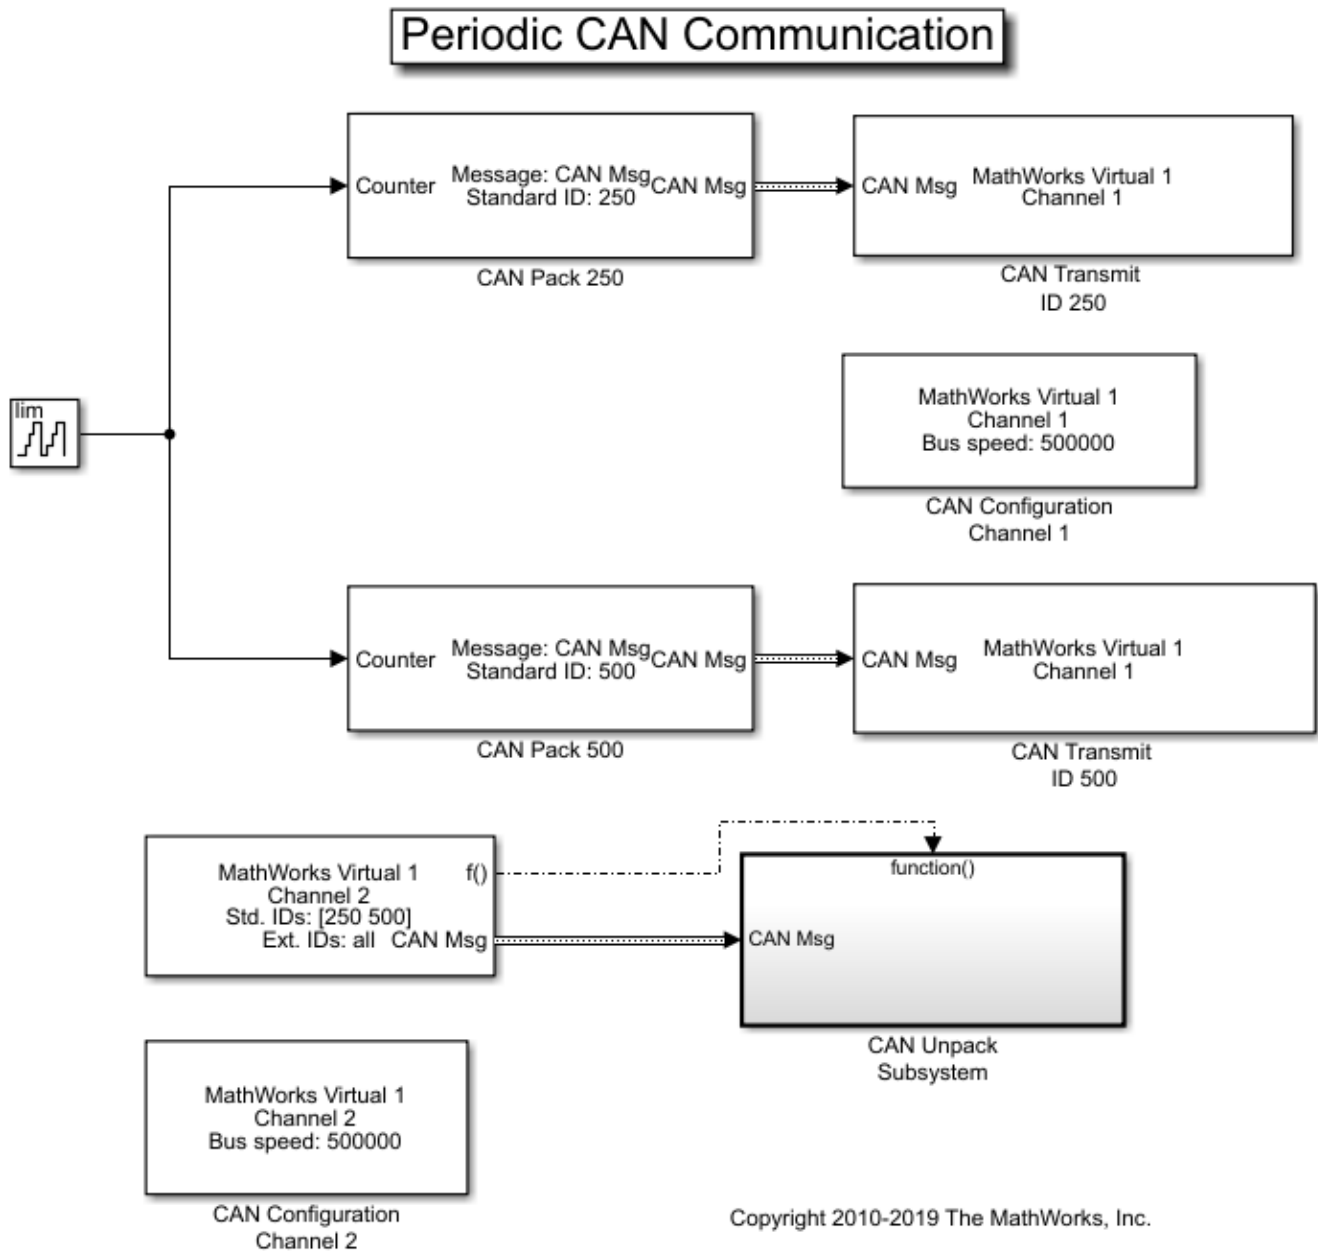 Periodic CAN Communication
Counter
Message: CAN Msg
Standard ID: 250
CAN Msg
CAN Pack 250
CAN Msg
MathWorks Virtual 1
Channel 1
CAN Transmit
ID 250
lim
MathWorks Virtual 1
Channel 1
Bus speed: 500000
CAN Configuration
Channel 1
Counter
Message: CAN Msg
Standard ID: 500
CAN Msg
CAN Pack 500
CAN Msg
MathWorks Virtual 1
Channel 1
CAN Transmit
ID 500
MathWorks Virtual 1
Channel 2
Std. IDs: [250 500]
Ext. IDs: all
f()
CAN Msg
function()
CAN Msg
CAN Unpack
Subsystem
MathWorks Virtual 1
Channel 2
Bus speed: 500000
CAN Configuration
Channel 2
Copyright 2010-2019 The MathWorks, Inc.